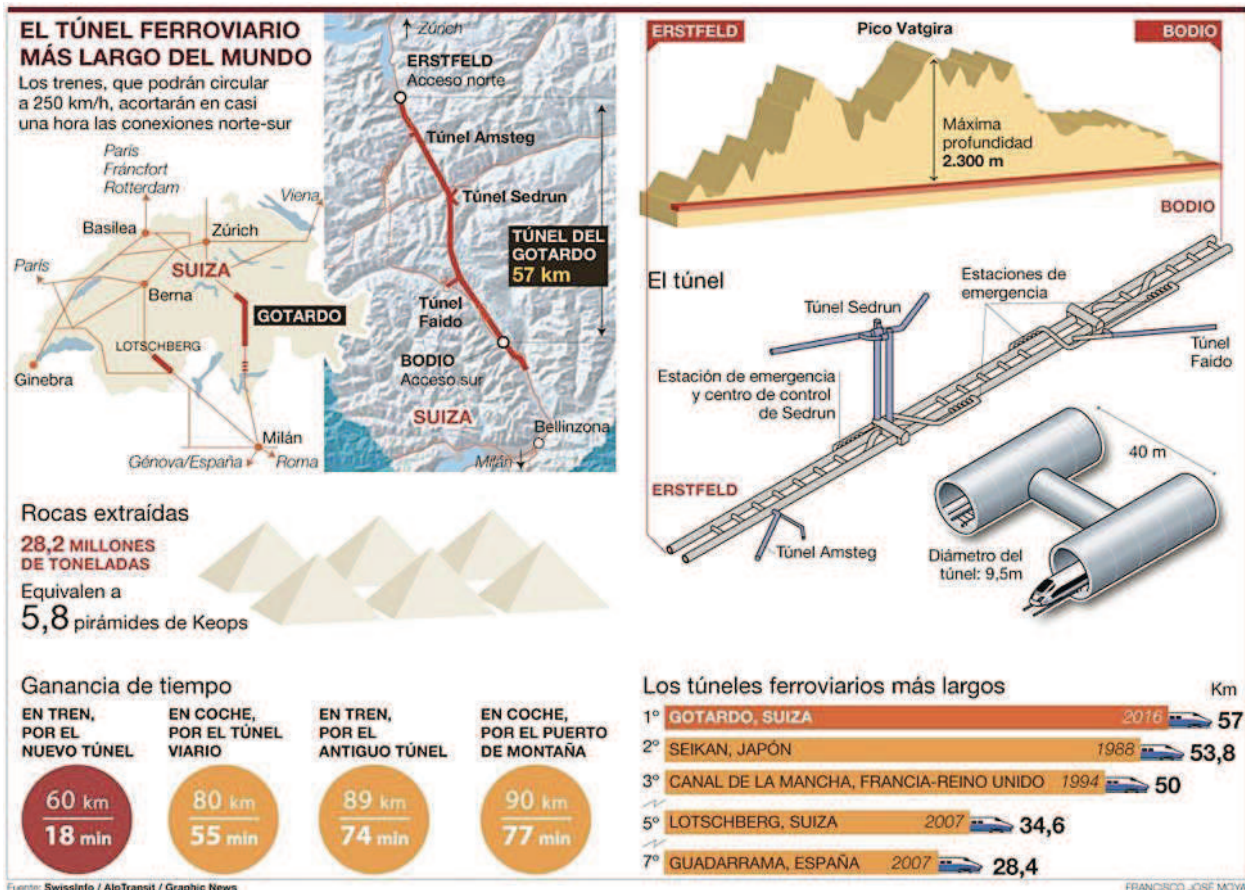 EL TÚNEL FERROVIARIO
MÁS LARGO DEL MUNDO
Los trenes, que podrán circular
a 250 km/h, acortarán en casi
una hora las conexiones norte-sur
París
Fráncfort
Rotterdam
Viena
Basilea
Zúrich
París
SUIZA
Berna
GOTARDO
LOTSCHBERG
Ginebra
Milán
Génova/España
Roma
Zúrich
ERSTFELD
Acceso norte
Túnel Amsteg
Túnel Sedrun
TÚNEL DEL
GOTARDO
57 km
Túnel
Faido
BODIO
Acceso sur
SUIZA
Bellinzona
Milán
ERSTFELD
Pico Vatgira
BODIO
Máxima
profundidad
2.300 m
BODIO
El túnel
Estaciones de
emergencia
Túnel Sedrun
Túnel
Faido
Estación de emergencia
y centro de control
de Sedrun
40 m
ERSTFELD
Túnel Amsteg
Diámetro del
túnel: 9,5m
Rocas extraídas
28,2 MILLONES
DE TONELADAS
Equivalen a
5,8 pirámides de Keops
Ganancia de tiempo
EN TREN,
POR EL
NUEVO TÚNEL
60 km
18 min
EN COCHE,
POR EL TÚNEL
VIARIO
80 km
55 min
EN TREN,
POR EL
ANTIGUO TÚNEL
89 km
74 min
EN COCHE,
POR EL PUERTO
DE MONTAÑA
90 km
77 min
Los túneles ferroviarios más largos
Km
1º GOTARDO, SUIZA 2016 57
2º SEIKAN, JAPÓN 1988 53,8
3º CANAL DE LA MANCHA, FRANCIA-REINO UNIDO 1994 50
5º LOTSCHBERG, SUIZA 2007 34,6
7º GUADARRAMA, ESPAÑA 2007 28,4
Fuente: SwissInfo / AlpTransit / Graphic News
FRANCISCO JOSÉ